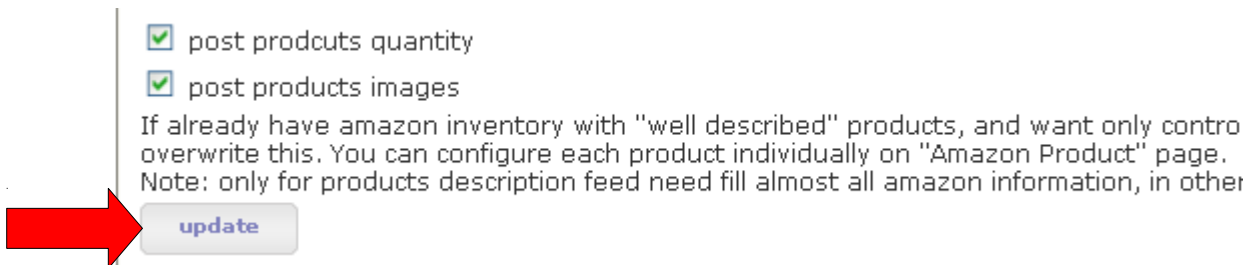 post prodcuts quantity
post products images
If already have amazon inventory with "well described" products, and want only contro
overwrite this. You can configure each product individually on "Amazon Product" page.
Note: only for products description feed need fill almost all amazon information, in other
update